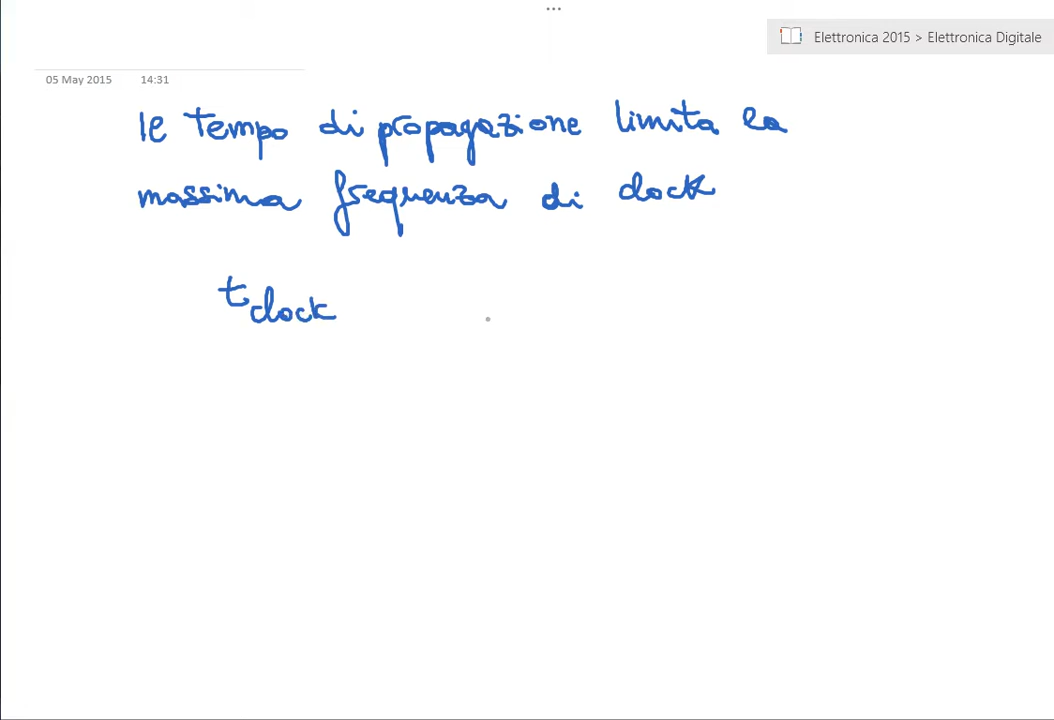 ...
Elettronica 2015 > Elettronica Digitale
05 May 2015 14:31
le tempo di propagazione limita la
massima frequenza di clock
t clock